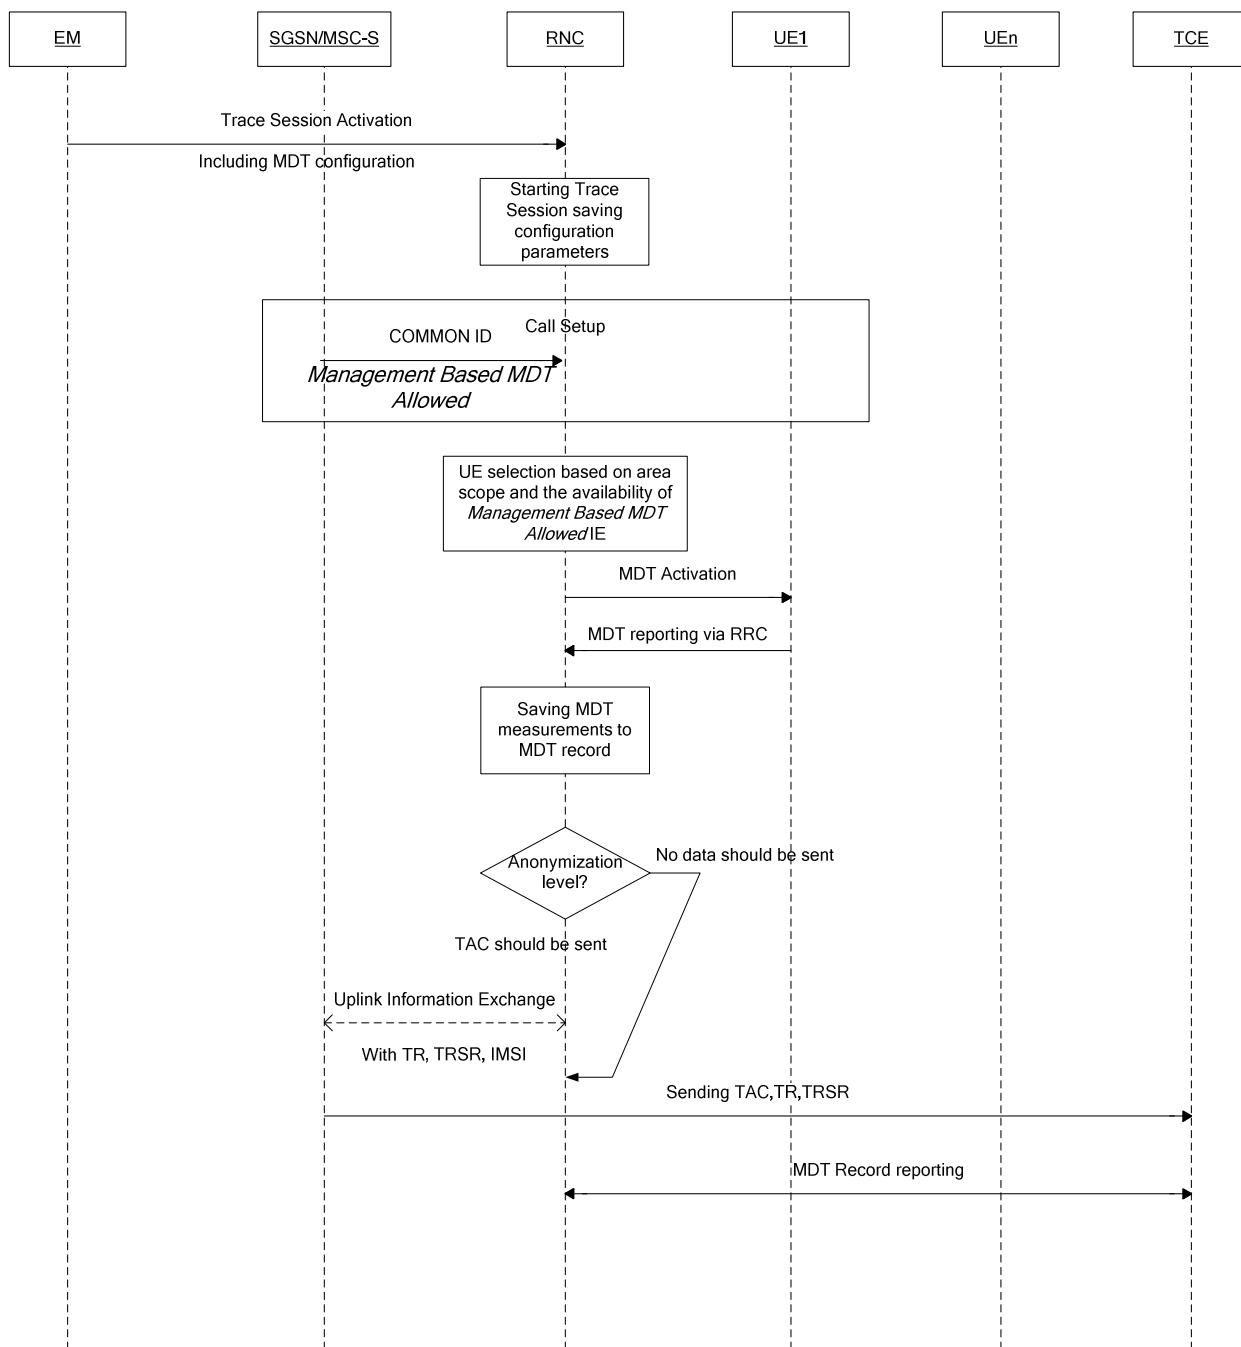 EM
SGSN/MSC-S
RNC
UE1
UEn
TCE
Trace Session Activation
Including MDT configuration
Starting Trace
Session saving
configuration
parameters
Call Setup
COMMON ID
Management Based MDT
Allowed
UE selection based on area
scope and the availability of
Management Based MDT
Allowed IE
MDT Activation
MDT reporting via RRC
Saving MDT
measurements to
MDT record
Anonymization
level?
No data should be sent
TAC should be sent
Uplink Information Exchange
With TR, TRSR, IMSI
Sending TAC,TR,TRSR
MDT Record reporting